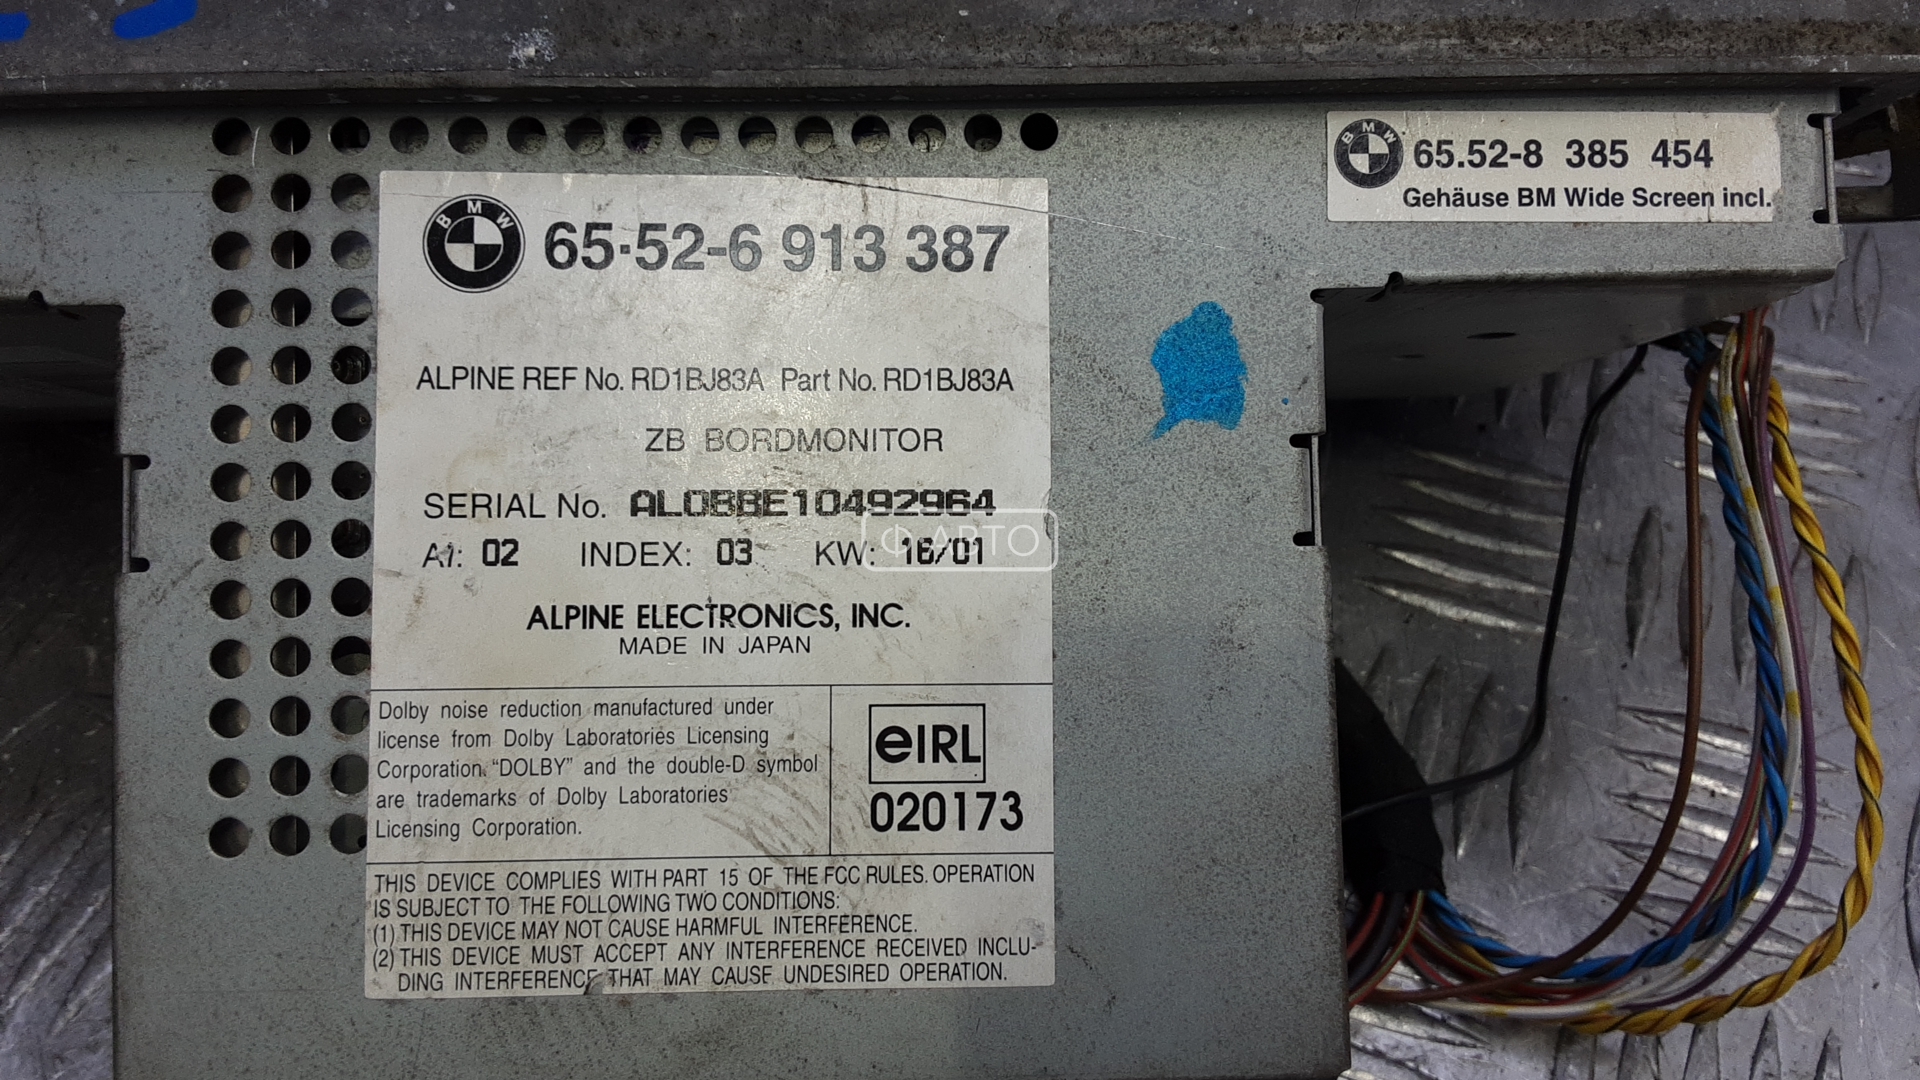 BMW
65.52-8 385 454
Gehäuse BM Wide Screen incl.
BMW
65·52-6 913 387
ALPINE REF No. RD1BJ83A Part No. RD1BJ83A
ZB BORDMONITOR
SERIAL No. ALOBBE10492964
AI: 02 INDEX: 03 KW: 16/01
ФАВТО
ALPINE ELECTRONICS, INC.
MADE IN JAPAN
Dolby noise reduction manufactured under
license from Dolby Laboratories Licensing
Corporation. "DOLBY" and the double-D symbol
are trademarks of Dolby Laboratories
Licensing Corporation.
eIRL
020173
THIS DEVICE COMPLIES WITH PART 15 OF THE FCC RULES. OPERATION
IS SUBJECT TO THE FOLLOWING TWO CONDITIONS:
(1) THIS DEVICE MAY NOT CAUSE HARMFUL INTERFERENCE.
(2) THIS DEVICE MUST ACCEPT ANY INTERFERENCE RECEIVED INCLU-
DING INTERFERENCE THAT MAY CAUSE UNDESIRED OPERATION.